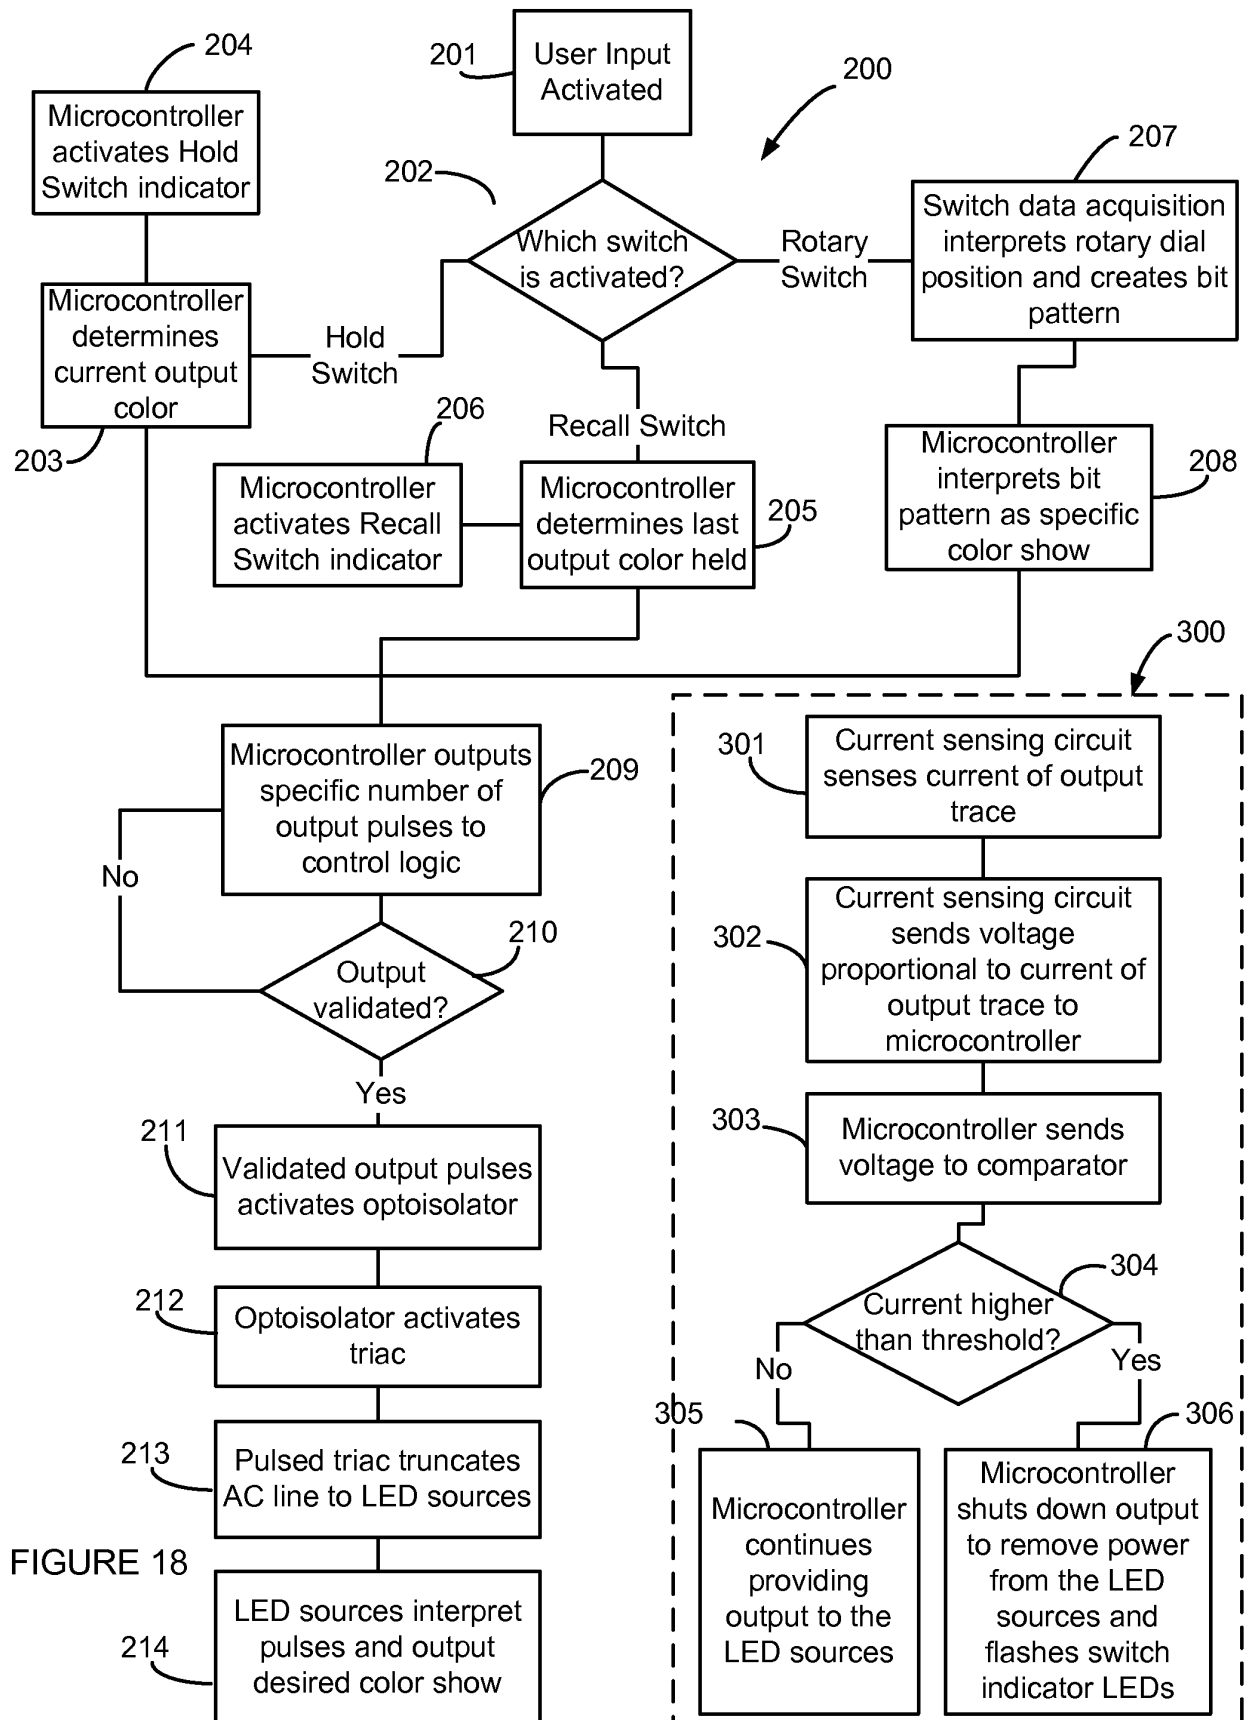 204
Microcontroller
activates Hold
Switch indicator
201
User Input
Activated
200
202
Which switch
is activated?
Rotary
Switch
207
Switch data acquisition
interprets rotary dial
position and creates bit
pattern
Microcontroller
determines
current output
color
203
Hold
Switch
Recall Switch
206
Microcontroller
activates Recall
Switch indicator
Microcontroller
determines last
output color held
205
Microcontroller
interprets bit
pattern as specific
color show
208
Microcontroller outputs
specific number of
output pulses to
control logic
209
No
Output
validated?
210
Yes
211
Validated output pulses
activates optoisolator
212
Optoisolator activates
triac
213
Pulsed triac truncates
AC line to LED sources
214
LED sources interpret
pulses and output
desired color show
300
301
Current sensing circuit
senses current of output
trace
302
Current sensing circuit
sends voltage
proportional to current of
output trace to
microcontroller
303
Microcontroller sends
voltage to comparator
304
Current higher
than threshold?
No
Yes
305
Microcontroller
continues
providing
output to the
LED sources
306
Microcontroller
shuts down output
to remove power
from the LED
sources and
flashes switch
indicator LEDs
FIGURE 18